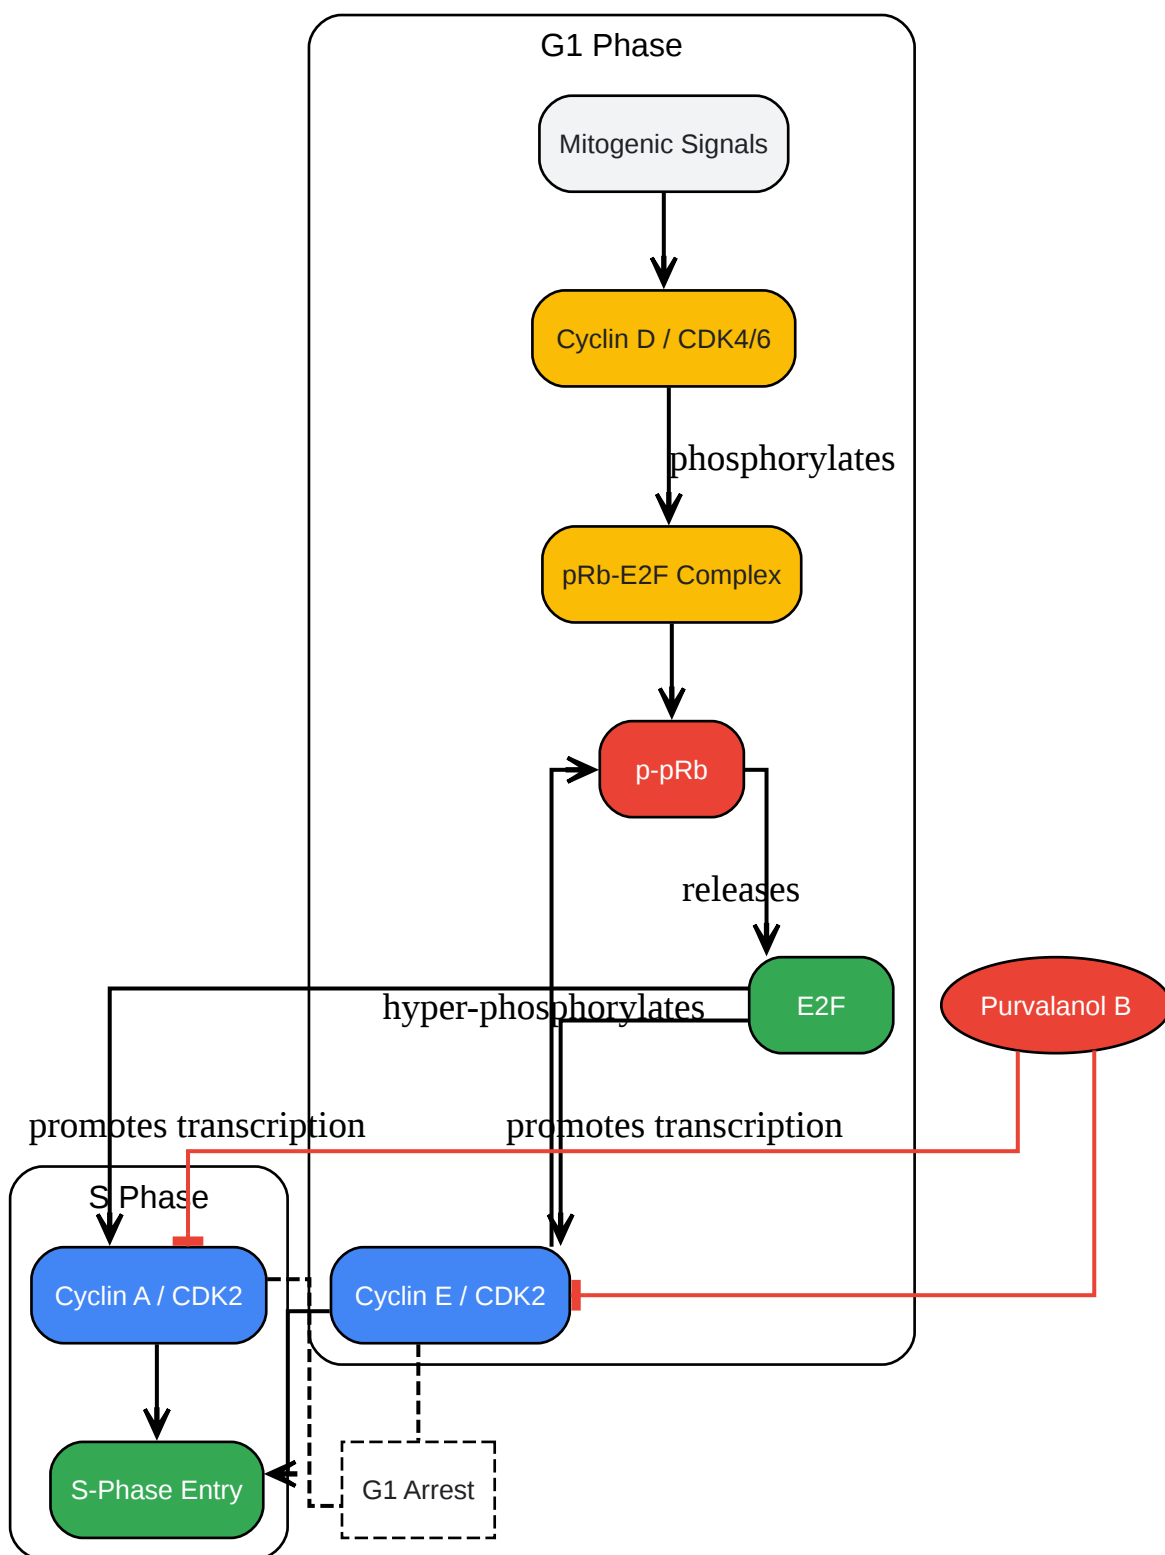 G1 Phase
Mitogenic Signals
Cyclin D / CDK4/6
phosphorylates
pRb-E2F Complex
p-pRb
releases
E2F
Purvalanol B
hyper-phosphorylates
promotes transcription
promotes transcription
S Phase
Cyclin A / CDK2
Cyclin E / CDK2
S-Phase Entry
G1 Arrest